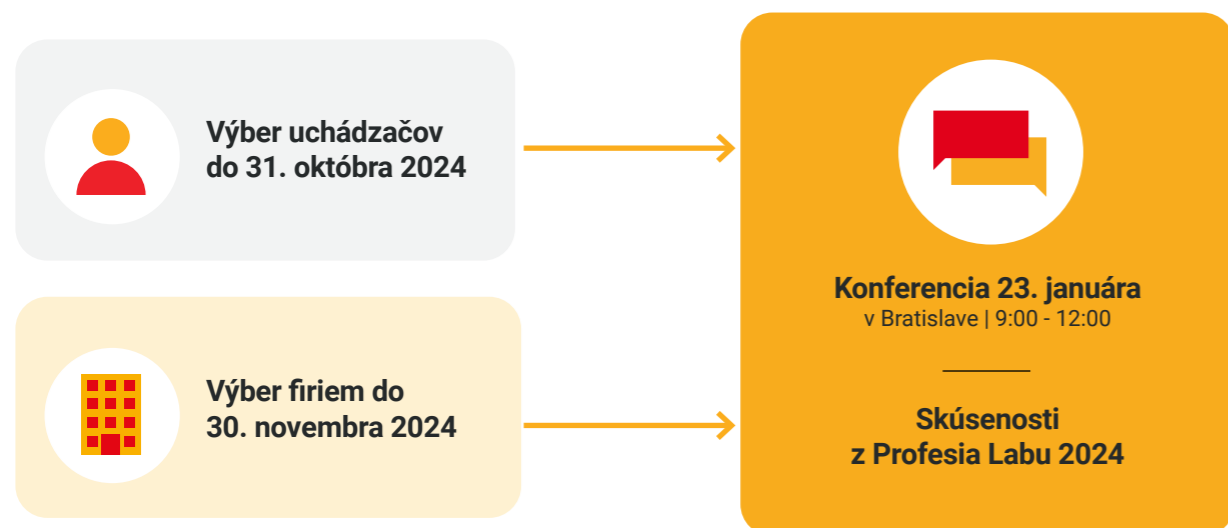 Výber uchádzačov
do 31. októbra 2024
Výber firiem do
30. novembra 2024
Konferencia 23. januára
v Bratislave | 9:00 - 12:00
Skúsenosti
z Profesia Labu 2024